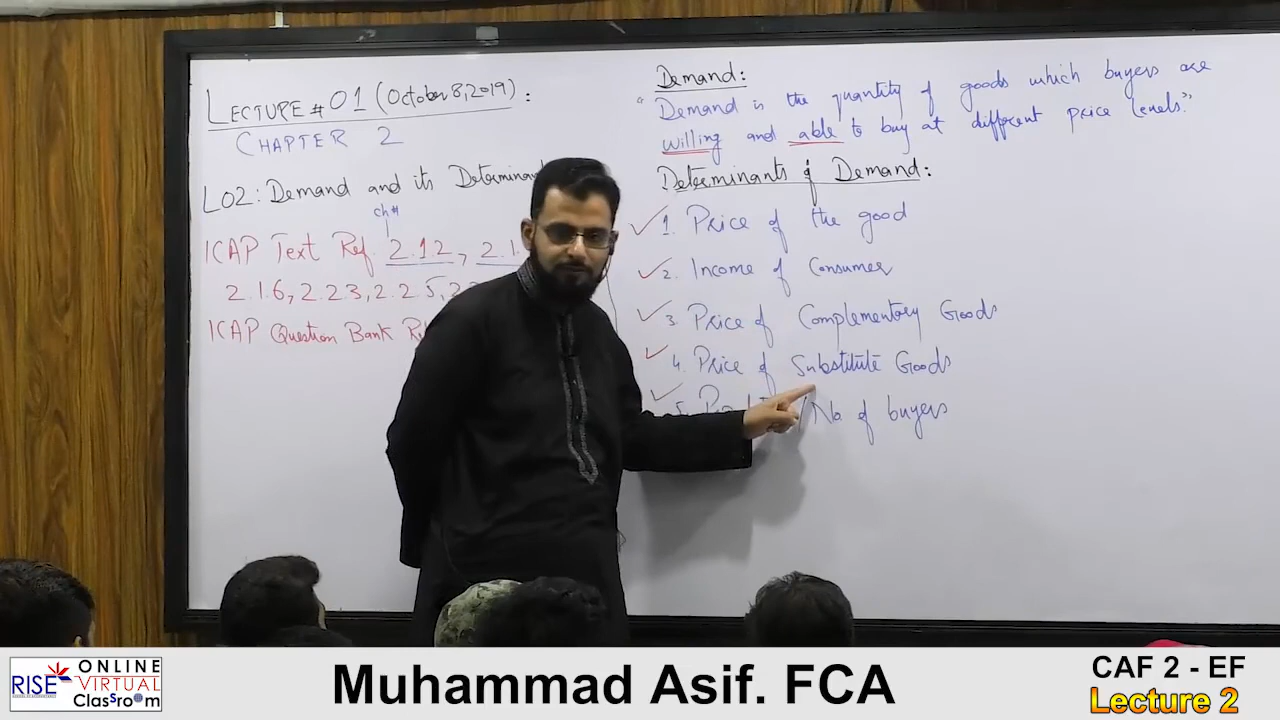 LECTURE # 01 (October 8, 2019) :
CHAPTER 2
LO2: Demand and its
ch#
ICAP Text Ref. 2.1.2,
2.1.6, 2.2.3, 2.2.5,
ICAP Question Bank
Demand:
"Demand is the quantity of goods which buyers are
willing and able to buy at different price levels."
Determinants of Demand:
1. Price of the good
2. Income of Consumer
3. Price of Complementary Goods
4. Price of Substitute Goods
5. /No of buyers
RISE
ONLINE
VIRTUAL
ClassRoom
Muhammad Asif. FCA
CAF 2 - EF
Lecture 2